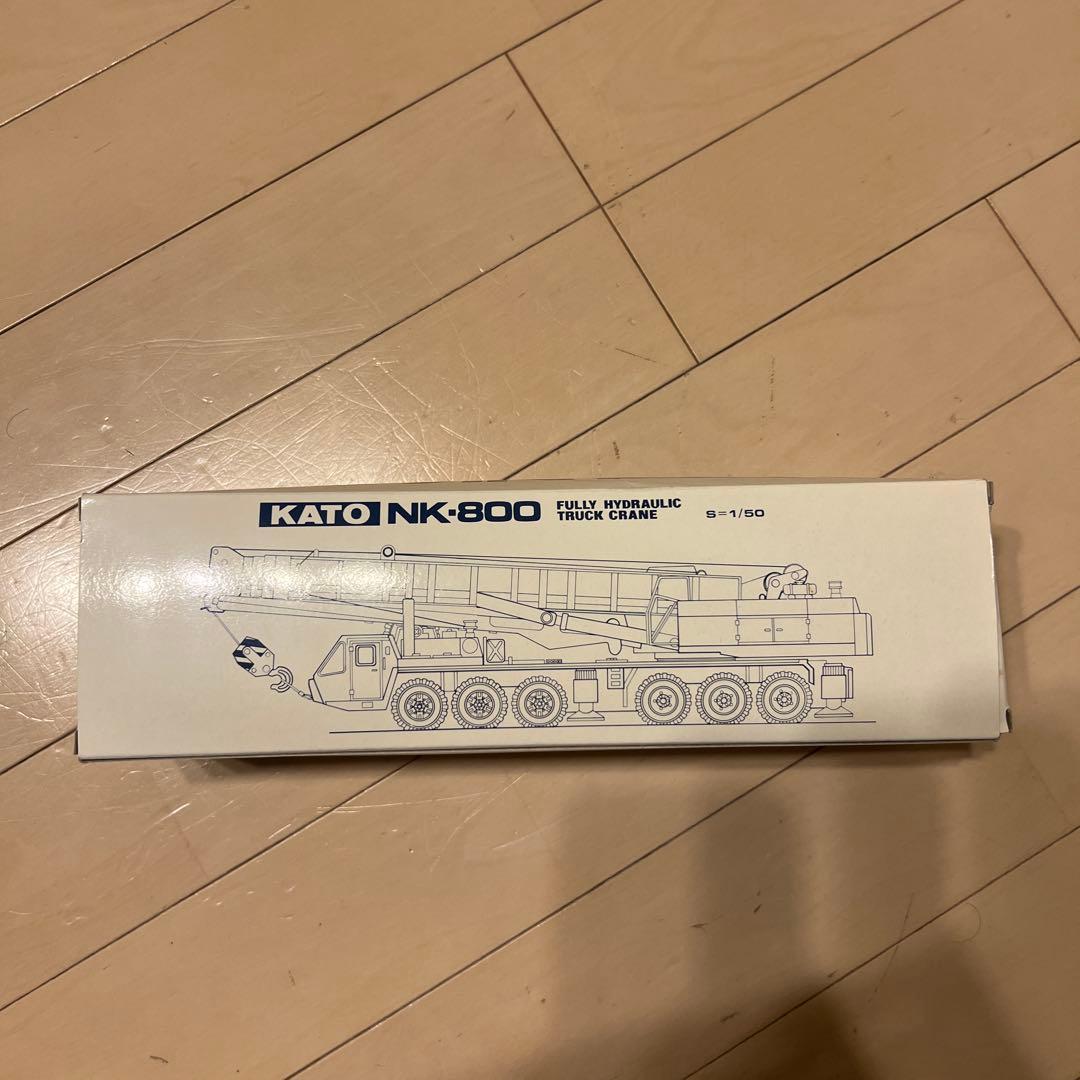 KATO NK-800 FULLY HYDRAULIC TRUCK CRANE S=1/50